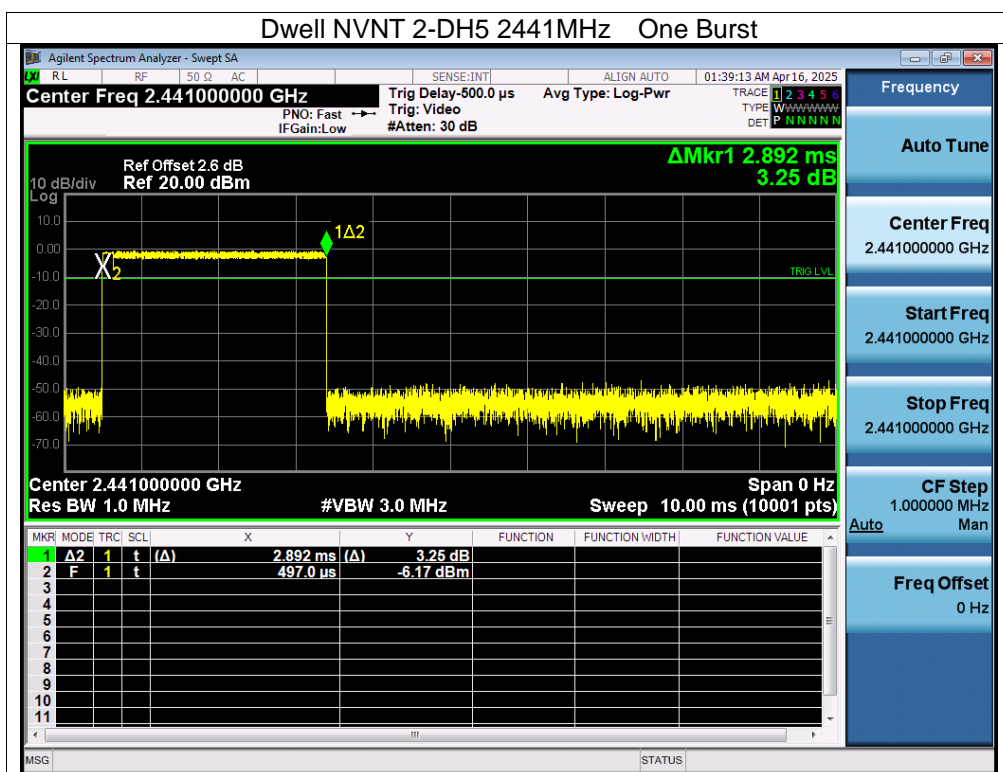 Dwell NVNT 2-DH5 2441MHz One Burst
Agilent Spectrum Analyzer - Swept SA
LXI RL RF 50 Ω AC SENSE:INT ALIGN AUTO 01:39:13 AM Apr 16, 2025
Center Freq 2.441000000 GHz
PNO: Fast
IFGain:Low
Trig Delay-500.0 µs
Trig: Video
#Atten: 30 dB
Avg Type: Log-Pwr
TRACE 1 2 3 4 5 6
TYPE WWWWWWW
DET P N N N N N
Frequency
Auto Tune
Center Freq
2.441000000 GHz
Start Freq
2.441000000 GHz
Stop Freq
2.441000000 GHz
CF Step
1.000000 MHz
Auto Man
Freq Offset
0 Hz
ΔMkr1 2.892 ms
3.25 dB
Ref Offset 2.6 dB
10 dB/div Ref 20.00 dBm
Log
10.0
0.00
-10.0
-20.0
-30.0
-40.0
-50.0
-60.0
-70.0
1Δ2
2
TRIG LVL
Center 2.441000000 GHz Span 0 Hz
Res BW 1.0 MHz #VBW 3.0 MHz Sweep 10.00 ms (10001 pts)
MKR MODE TRC SCL X Y FUNCTION FUNCTION WIDTH FUNCTION VALUE
1 Δ2 1 t (Δ) 2.892 ms (Δ) 3.25 dB
2 F 1 t 497.0 µs -6.17 dBm
3
4
5
6
7
8
9
10
11
MSG STATUS